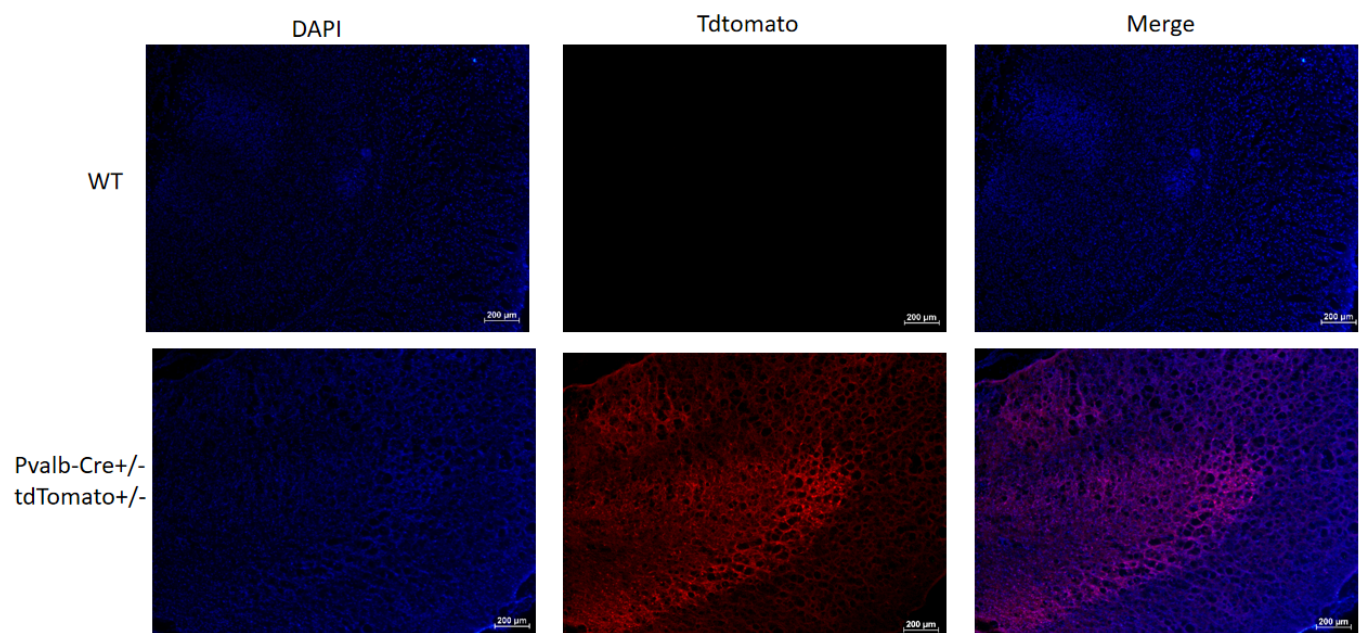 DAPI
Tdtomato
Merge
WT
200 µm
200 µm
200 µm
Pvalb-Cre+/-
tdTomato+/-
200 µm
200 µm
200 µm